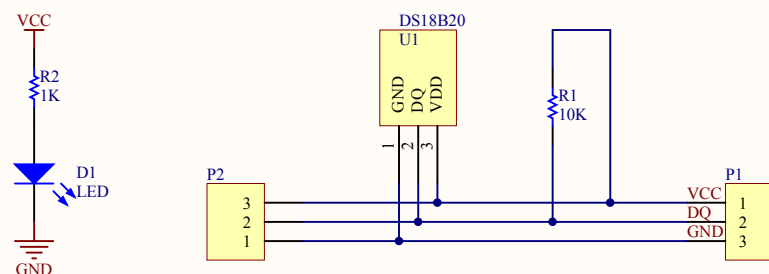 VCC
R2
1K
D1
LED
GND
DS18B20
U1
GND
DQ
VDD
1
2
3
R1
10K
P2
3
2
1
P1
VCC
1
DQ
2
GND
3